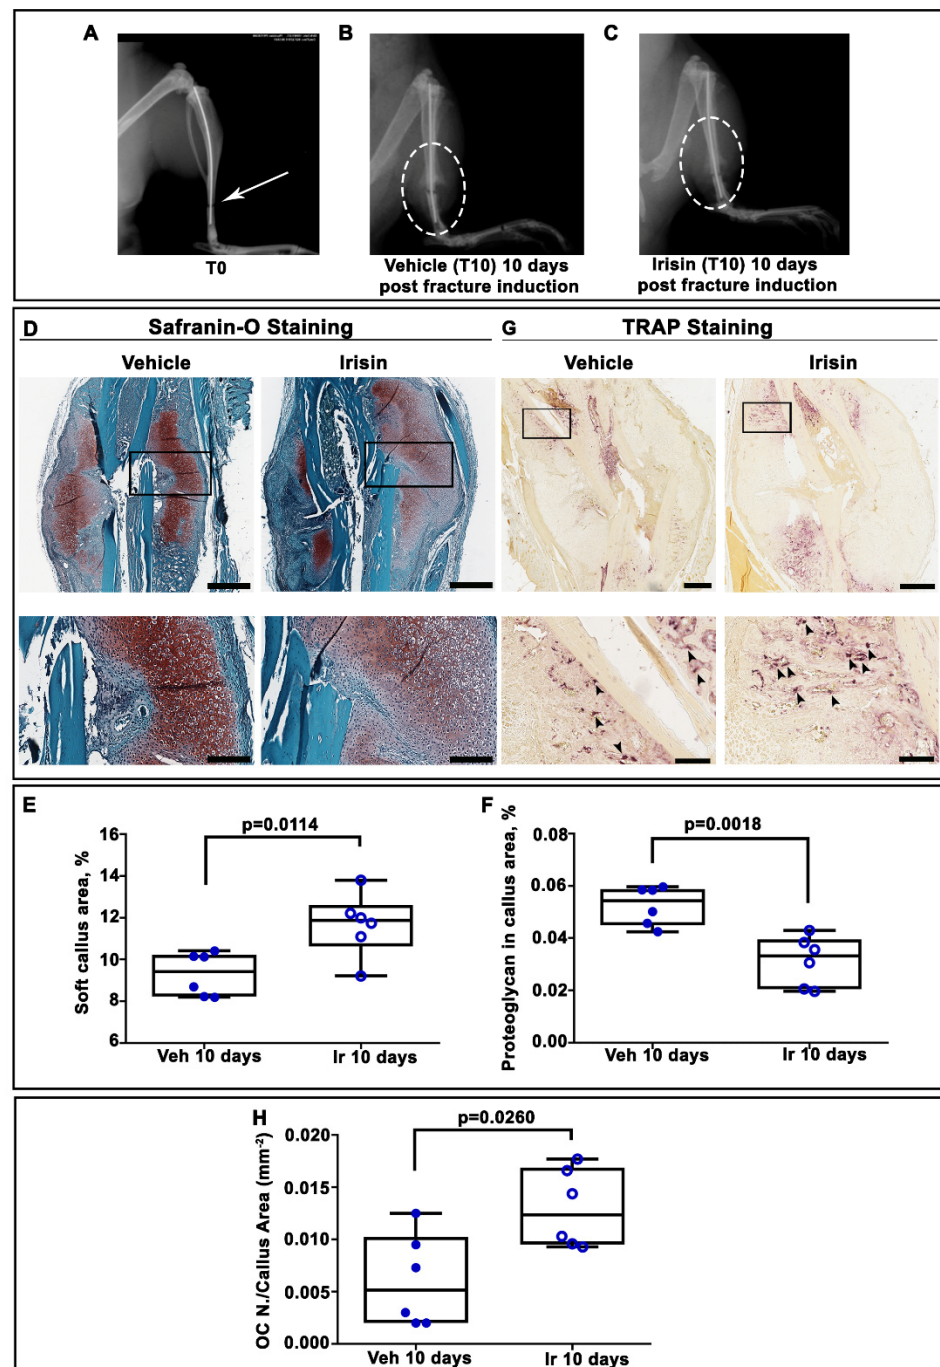 A
B
C
T0
Vehicle (T10) 10 days
post fracture induction
Irisin (T10) 10 days
post fracture induction
D
Safranin-O Staining
Vehicle
Irisin
G
TRAP Staining
Vehicle
Irisin
E
p=0.0114
Soft callus area, %
16
14
12
10
8
6
Veh 10 days
Ir 10 days
F
p=0.0018
Proteoglycan in callus area, %
0.08
0.06
0.04
0.02
0.00
Veh 10 days
Ir 10 days
H
p=0.0260
OC N./Callus Area (mm⁻²)
0.020
0.015
0.010
0.005
0.000
Veh 10 days
Ir 10 days